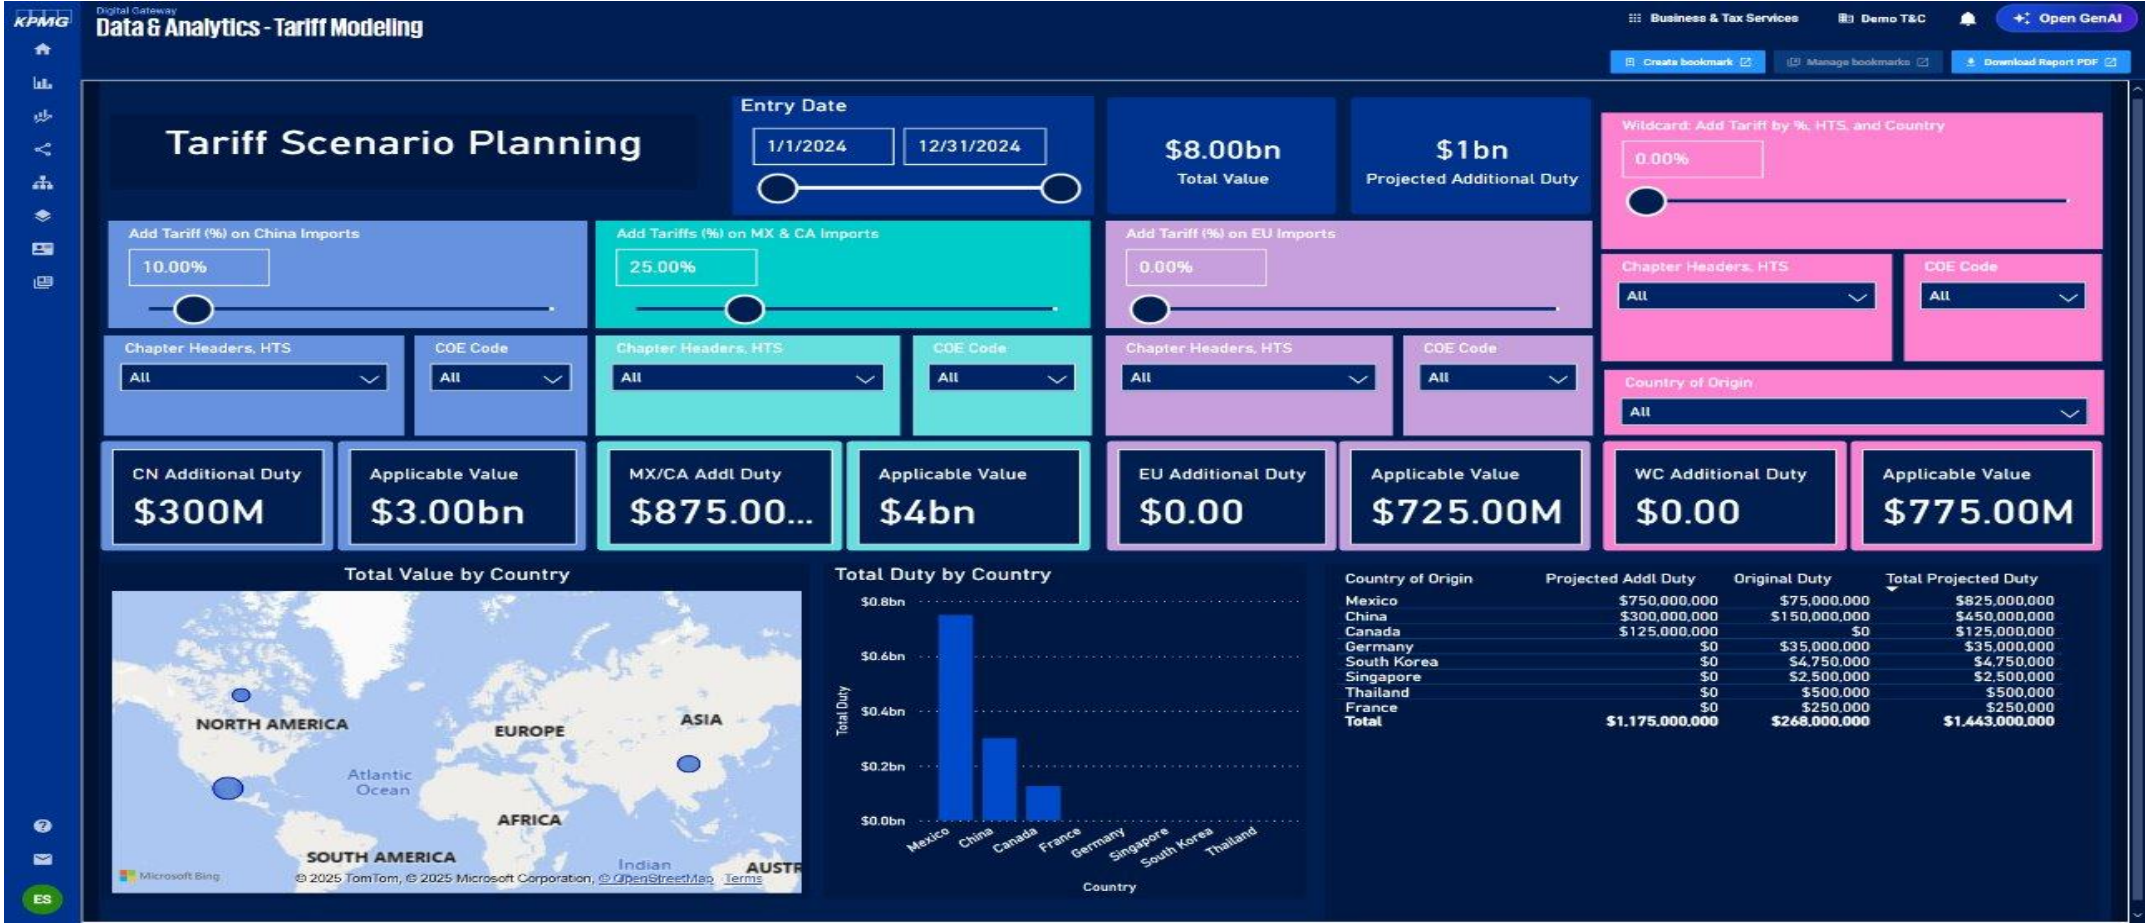 KPMG
Digital Gateway
Data & Analytics - Tariff Modeling
Business & Tax Services
Demo T&C
Open GenAI
Create bookmark
Manage bookmarks
Download Report PDF
Tariff Scenario Planning
Entry Date
1/1/2024
12/31/2024
$8.00bn
Total Value
$1bn
Projected Additional Duty
Wildcard: Add Tariff by %, HTS, and Country
0.00%
Add Tariff (%) on China Imports
10.00%
Add Tariffs (%) on MX & CA Imports
25.00%
Add Tariff (%) on EU Imports
0.00%
Chapter Headers, HTS
All
COE Code
All
Chapter Headers, HTS
All
COE Code
All
Chapter Headers, HTS
All
COE Code
All
Chapter Headers, HTS
All
COE Code
All
Country of Origin
All
CN Additional Duty
$300M
Applicable Value
$3.00bn
MX/CA Addl Duty
$875.00...
Applicable Value
$4bn
EU Additional Duty
$0.00
Applicable Value
$725.00M
WC Additional Duty
$0.00
Applicable Value
$775.00M
Total Value by Country
NORTH AMERICA
EUROPE
ASIA
Atlantic
Ocean
AFRICA
SOUTH AMERICA
Indian
AUSTR
Microsoft Bing
© 2025 TomTom, © 2025 Microsoft Corporation, © OpenStreetMap Terms
Total Duty by Country
$0.8bn
$0.6bn
$0.4bn
$0.2bn
$0.0bn
Total Duty
Mexico
China
Canada
France
Germany
Singapore
South Korea
Thailand
Country
Country of Origin Projected Addl Duty Original Duty Total Projected Duty
Mexico $750,000,000 $75,000,000 $825,000,000
China $300,000,000 $150,000,000 $450,000,000
Canada $125,000,000 $0 $125,000,000
Germany $0 $35,000,000 $35,000,000
South Korea $0 $4,750,000 $4,750,000
Singapore $0 $2,500,000 $2,500,000
Thailand $0 $500,000 $500,000
France $0 $250,000 $250,000
Total $1,175,000,000 $268,000,000 $1,443,000,000
ES